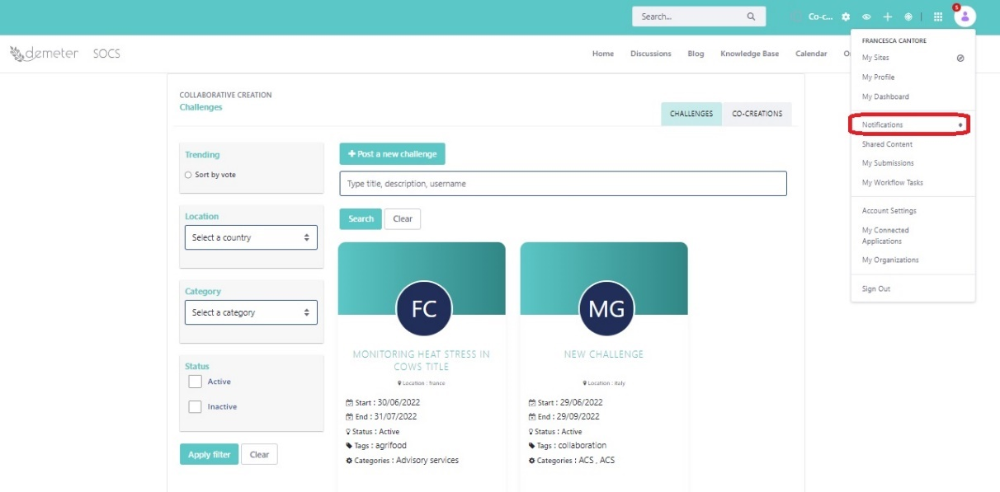 Search...
Co-c...
5
demeter SOCS
Home Discussions Blog Knowledge Base Calendar
FRANCESCA CANTORE
My Sites
My Profile
My Dashboard
Notifications
Shared Content
My Submissions
My Workflow Tasks
Account Settings
My Connected
Applications
My Organizations
Sign Out
COLLABORATIVE CREATION
Challenges
CHALLENGES CO-CREATIONS
Trending
Sort by vote
Location
Select a country
Category
Select a category
Status
Active
Inactive
Apply filter Clear
+ Post a new challenge
Type title, description, username
Search Clear
FC
MONITORING HEAT STRESS IN
COWS TITLE
Location : france
Start : 30/06/2022
End : 31/07/2022
Status : Active
Tags : agrifood
Categories : Advisory services
MG
NEW CHALLENGE
Location : italy
Start : 29/06/2022
End : 29/09/2022
Status : Active
Tags : collaboration
Categories : ACS , ACS